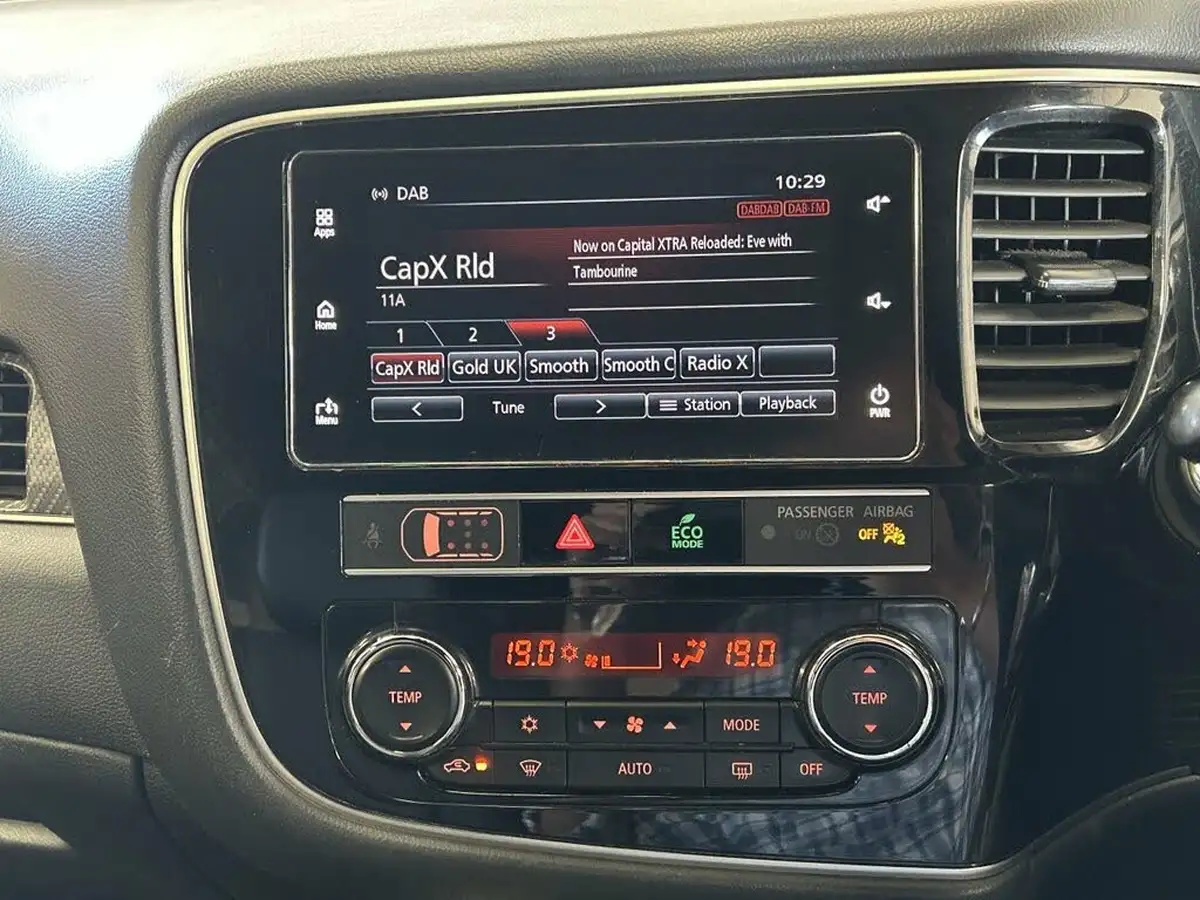 DAB
10:29
DABDAB DAB-FM
Apps
CapX Rld
Now on Capital XTRA Reloaded: Eve with
Tambourine
11A
Home
1 2 3
CapX Rld Gold UK Smooth Smooth C Radio X
< Tune > Station Playback
Menu
PWR
ECO
MODE
PASSENGER AIRBAG
ON OFF 2
19.0 19.0
TEMP
TEMP
MODE
AUTO
OFF